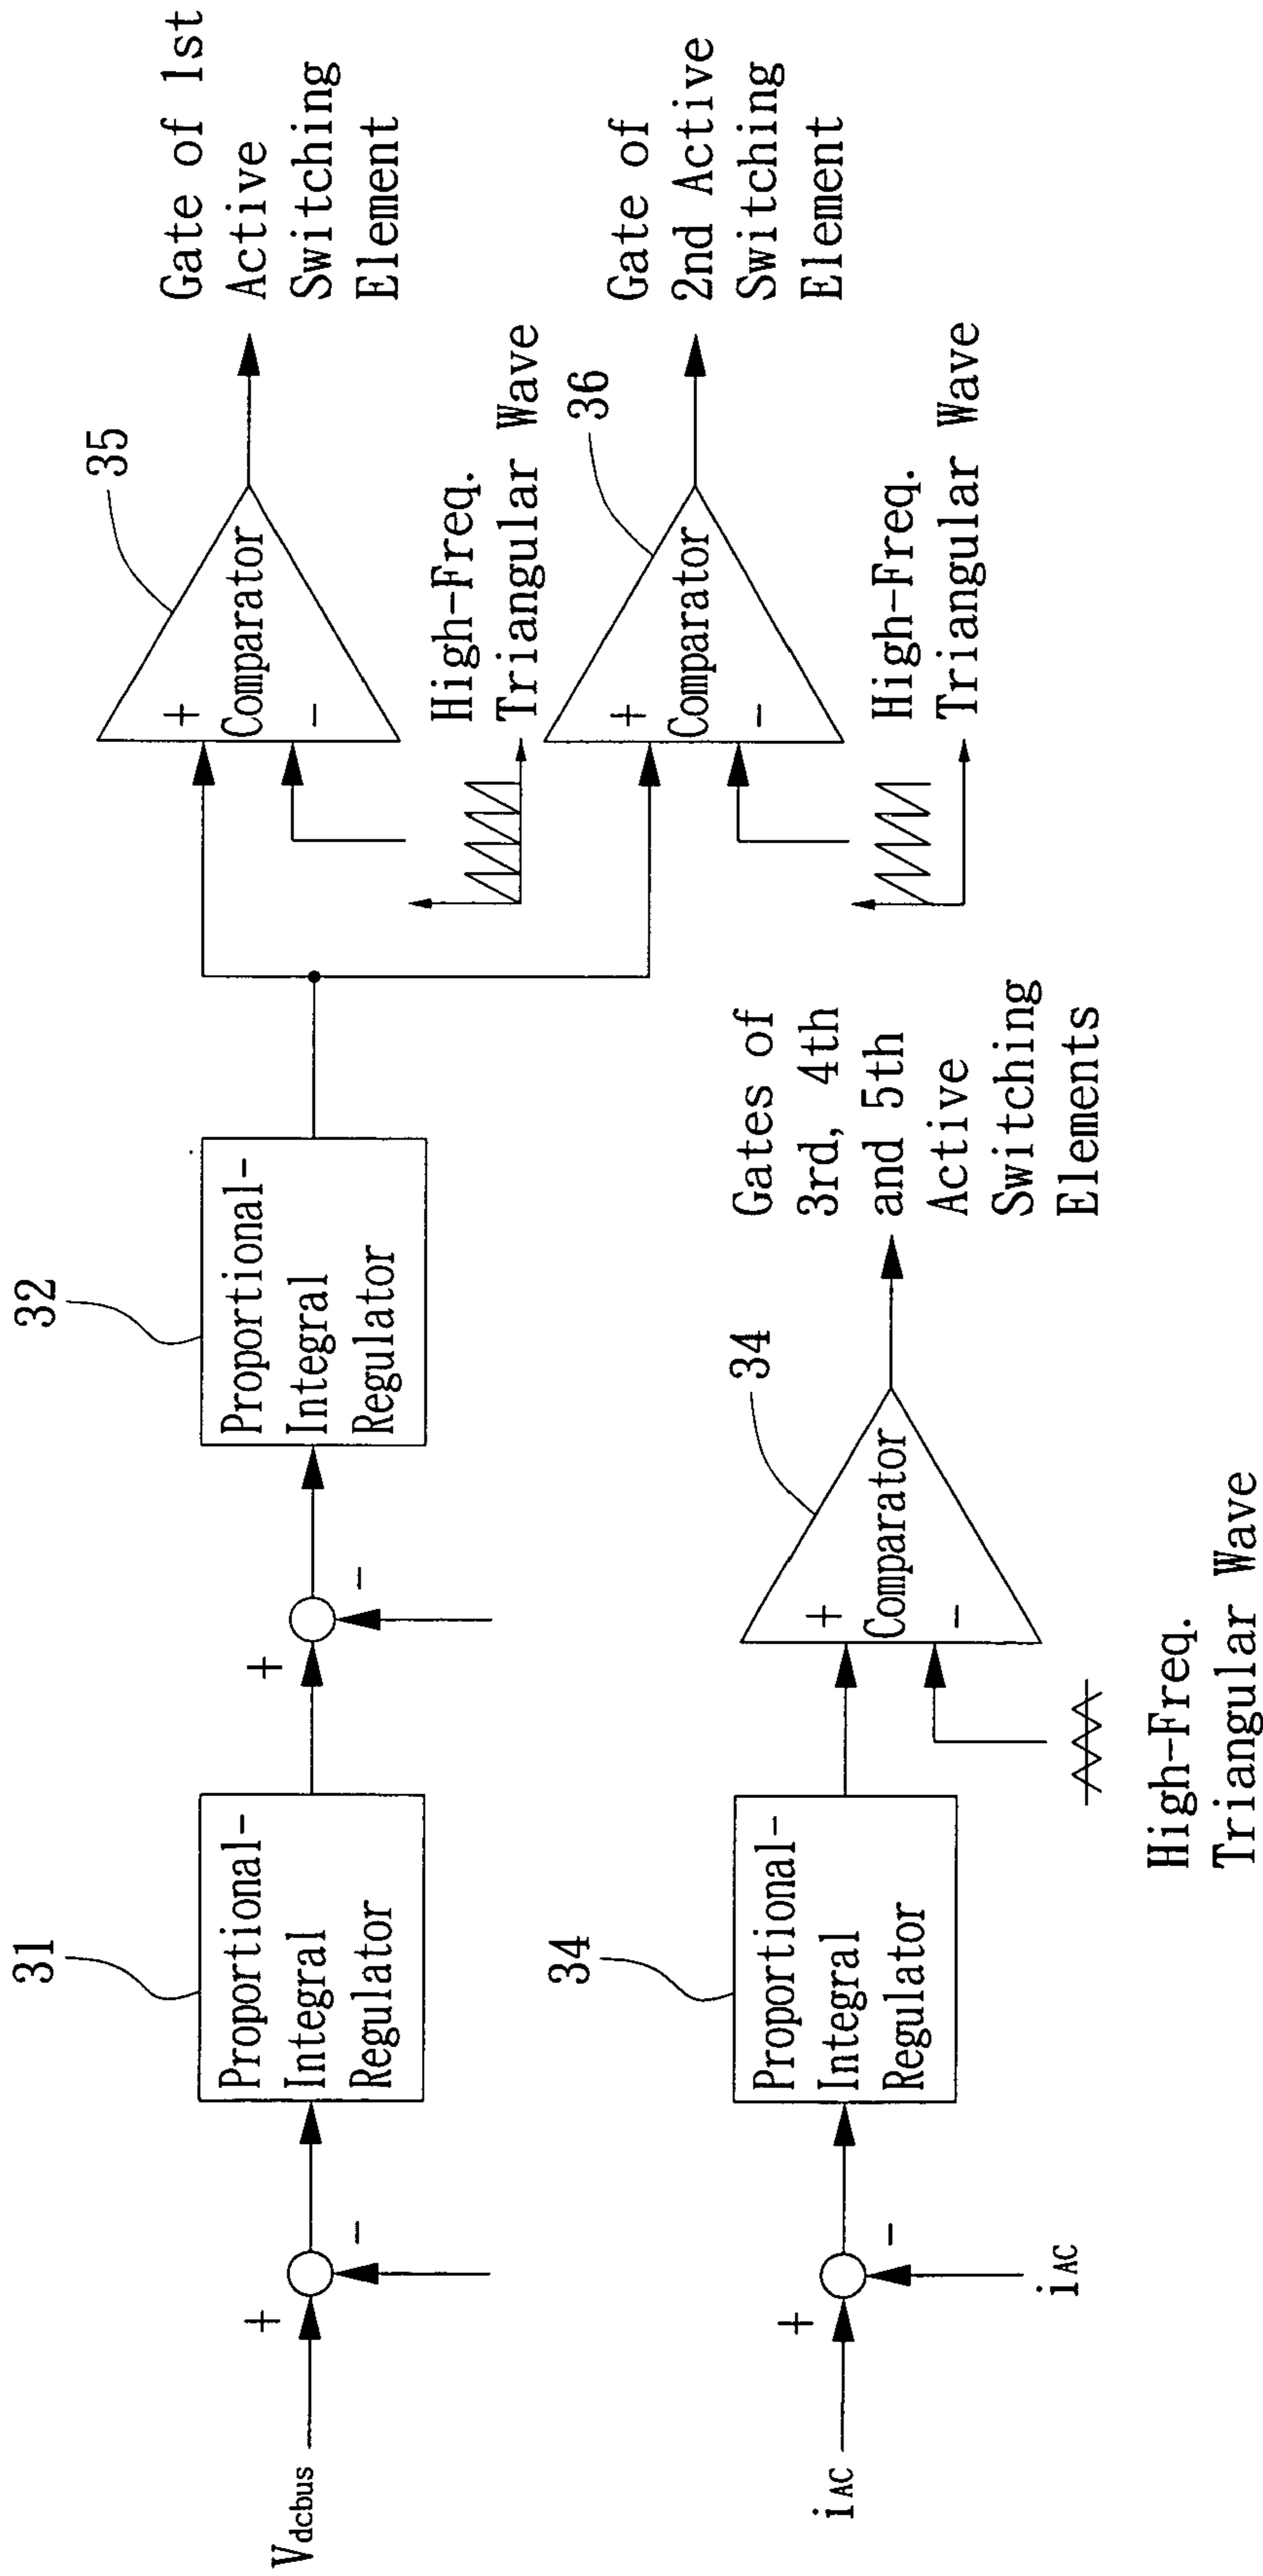 Vdcbus
+
-
31
Proportional-
Integral
Regulator
+
-
32
Proportional-
Integral
Regulator
35
+
Comparator
-
Gate of 1st
Active
Switching
Element
High-Freq.
Triangular Wave
36
+
Comparator
-
Gate of
2nd Active
Switching
Element
High-Freq.
Triangular Wave
iAC
+
-
iAC
34
Proportional-
Integral
Regulator
34
+
Comparator
-
Gates of
3rd, 4th
and 5th
Active
Switching
Elements
High-Freq.
Triangular Wave